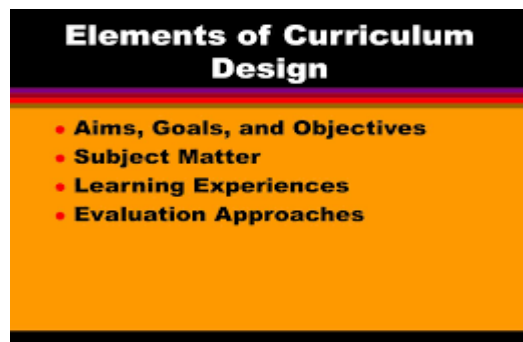 Elements of Curriculum
Design
Aims, Goals, and Objectives
Subject Matter
Learning Experiences
Evaluation Approaches